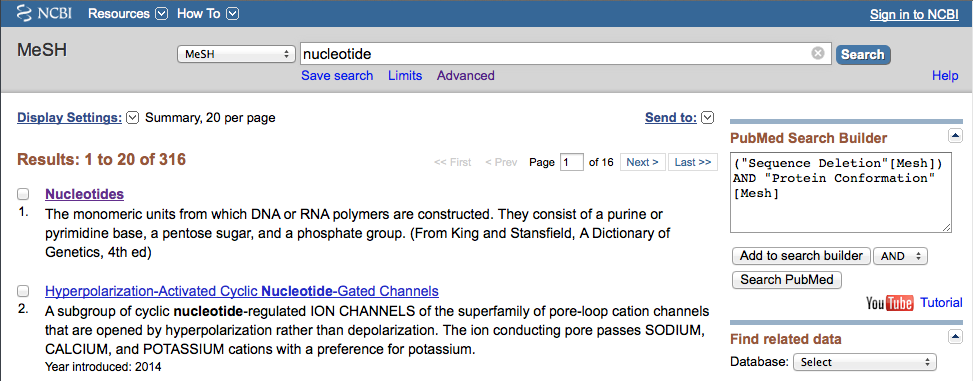 NCBI Resources How To Sign in to NCBI
MeSH MeSH nucleotide Search
Save search Limits Advanced Help
Display Settings: Summary, 20 per page Send to:
Results: 1 to 20 of 316
<< First < Prev Page 1 of 16 Next > Last >>
Nucleotides
1. The monomeric units from which DNA or RNA polymers are constructed. They consist of a purine or
pyrimidine base, a pentose sugar, and a phosphate group. (From King and Stansfield, A Dictionary of
Genetics, 4th ed)
Hyperpolarization-Activated Cyclic Nucleotide-Gated Channels
2. A subgroup of cyclic nucleotide-regulated ION CHANNELS of the superfamily of pore-loop cation channels
that are opened by hyperpolarization rather than depolarization. The ion conducting pore passes SODIUM,
CALCIUM, and POTASSIUM cations with a preference for potassium.
Year introduced: 2014
PubMed Search Builder
("Sequence Deletion"[Mesh])
AND "Protein Conformation"
[Mesh]
Add to search builder AND
Search PubMed
YouTube Tutorial
Find related data
Database: Select